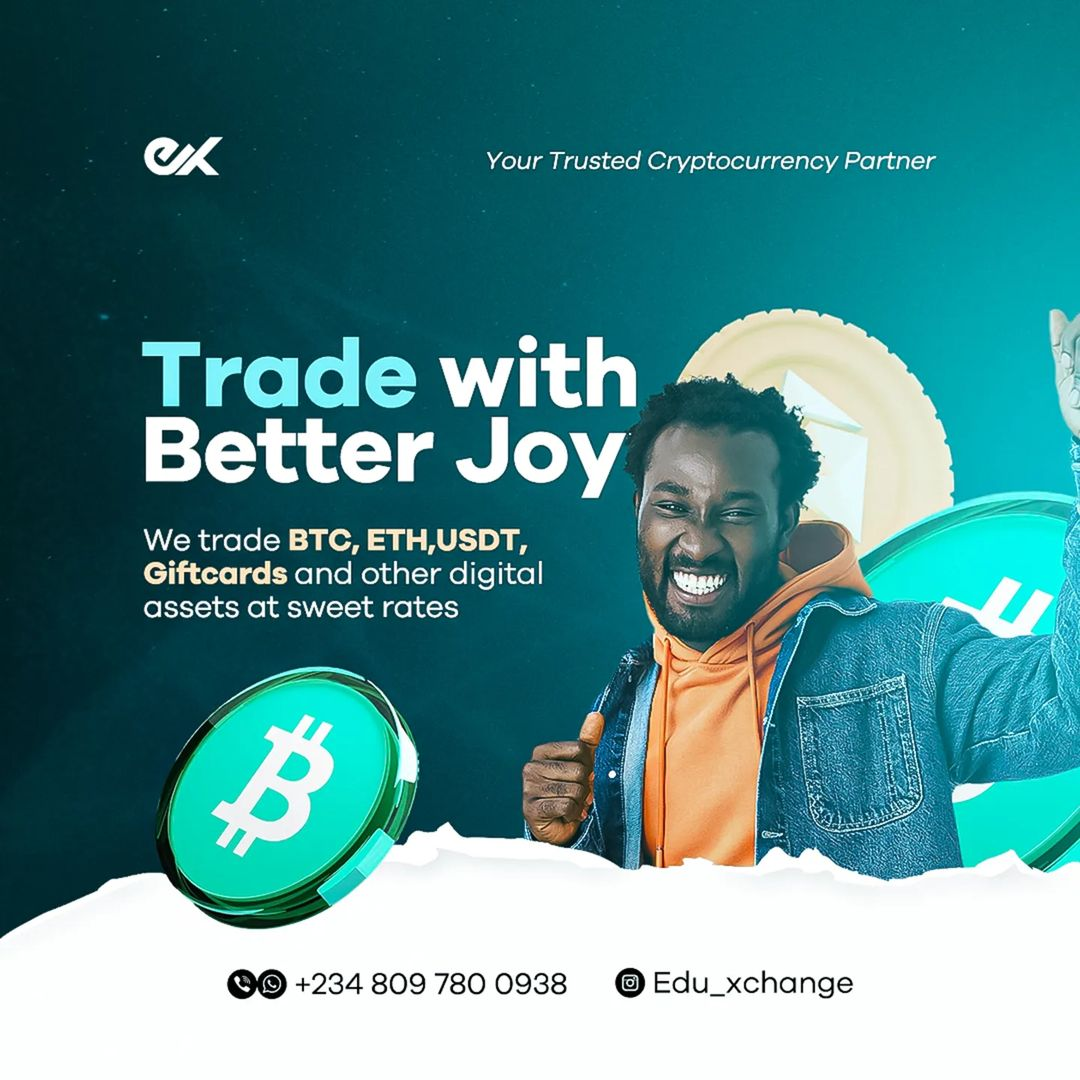 ex
Your Trusted Cryptocurrency Partner
Trade with
Better Joy
We trade BTC, ETH,USDT,
Giftcards and other digital
assets at sweet rates
+234 809 780 0938
Edu_xchange